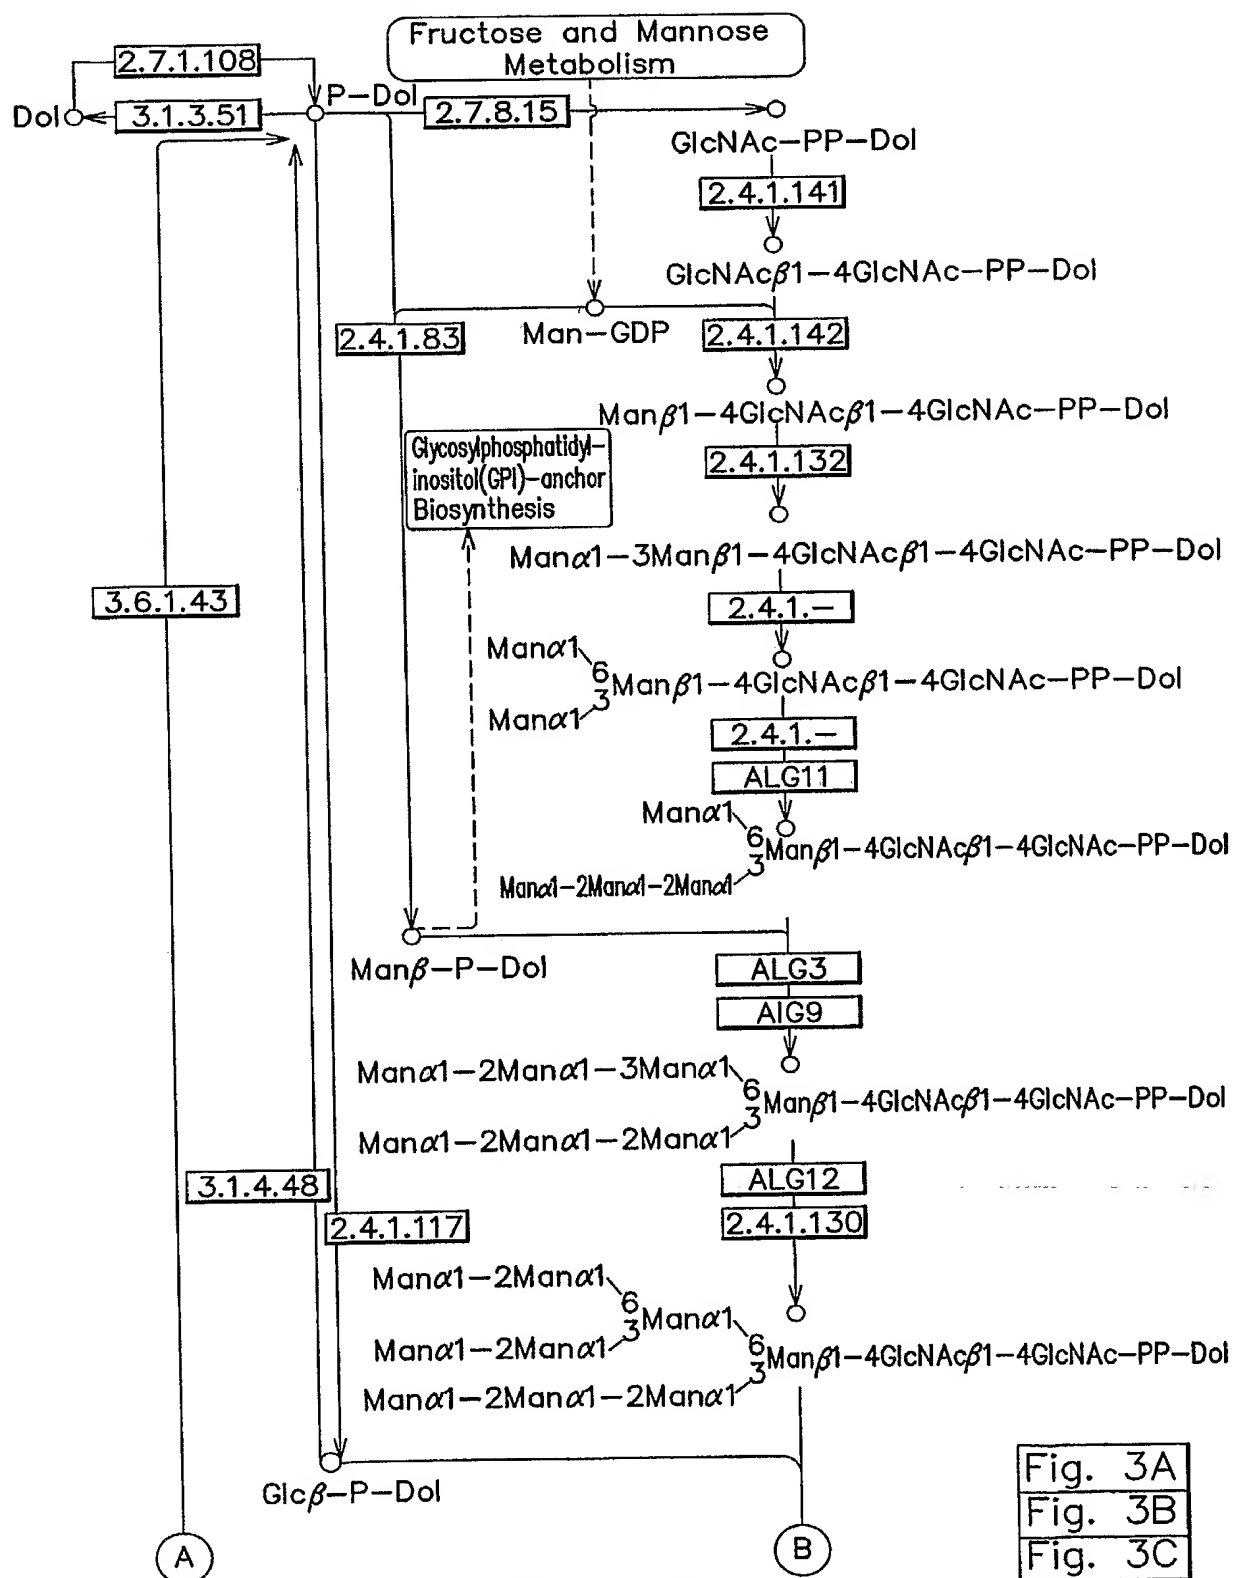 Fructose and Mannose
Metabolism
2.7.1.108
Dol
3.1.3.51
P-Dol
2.7.8.15
GlcNAc-PP-Dol
2.4.1.141
GlcNAcβ1-4GlcNAc-PP-Dol
2.4.1.83
Man-GDP
2.4.1.142
Manβ1-4GlcNAcβ1-4GlcNAc-PP-Dol
Glycosylphosphatidyl-
inositol(GPI)-anchor
Biosynthesis
2.4.1.132
Manα1-3Manβ1-4GlcNAcβ1-4GlcNAc-PP-Dol
3.6.1.43
2.4.1.-
Manα1
6
3
Manβ1-4GlcNAcβ1-4GlcNAc-PP-Dol
Manα1
2.4.1.-
ALG11
Manα1
6
3
Manβ1-4GlcNAcβ1-4GlcNAc-PP-Dol
Manα1-2Manα1-2Manα1
Manβ-P-Dol
ALG3
AlG9
Manα1-2Manα1-3Manα1
6
3
Manβ1-4GlcNAcβ1-4GlcNAc-PP-Dol
Manα1-2Manα1-2Manα1
3.1.4.48
ALG12
2.4.1.117
2.4.1.130
Manα1-2Manα1
6
3
Manα1
Manα1-2Manα1
6
3
Manβ1-4GlcNAcβ1-4GlcNAc-PP-Dol
Manα1-2Manα1-2Manα1
Glcβ-P-Dol
Fig. 3A
Fig. 3B
Fig. 3C
A
B